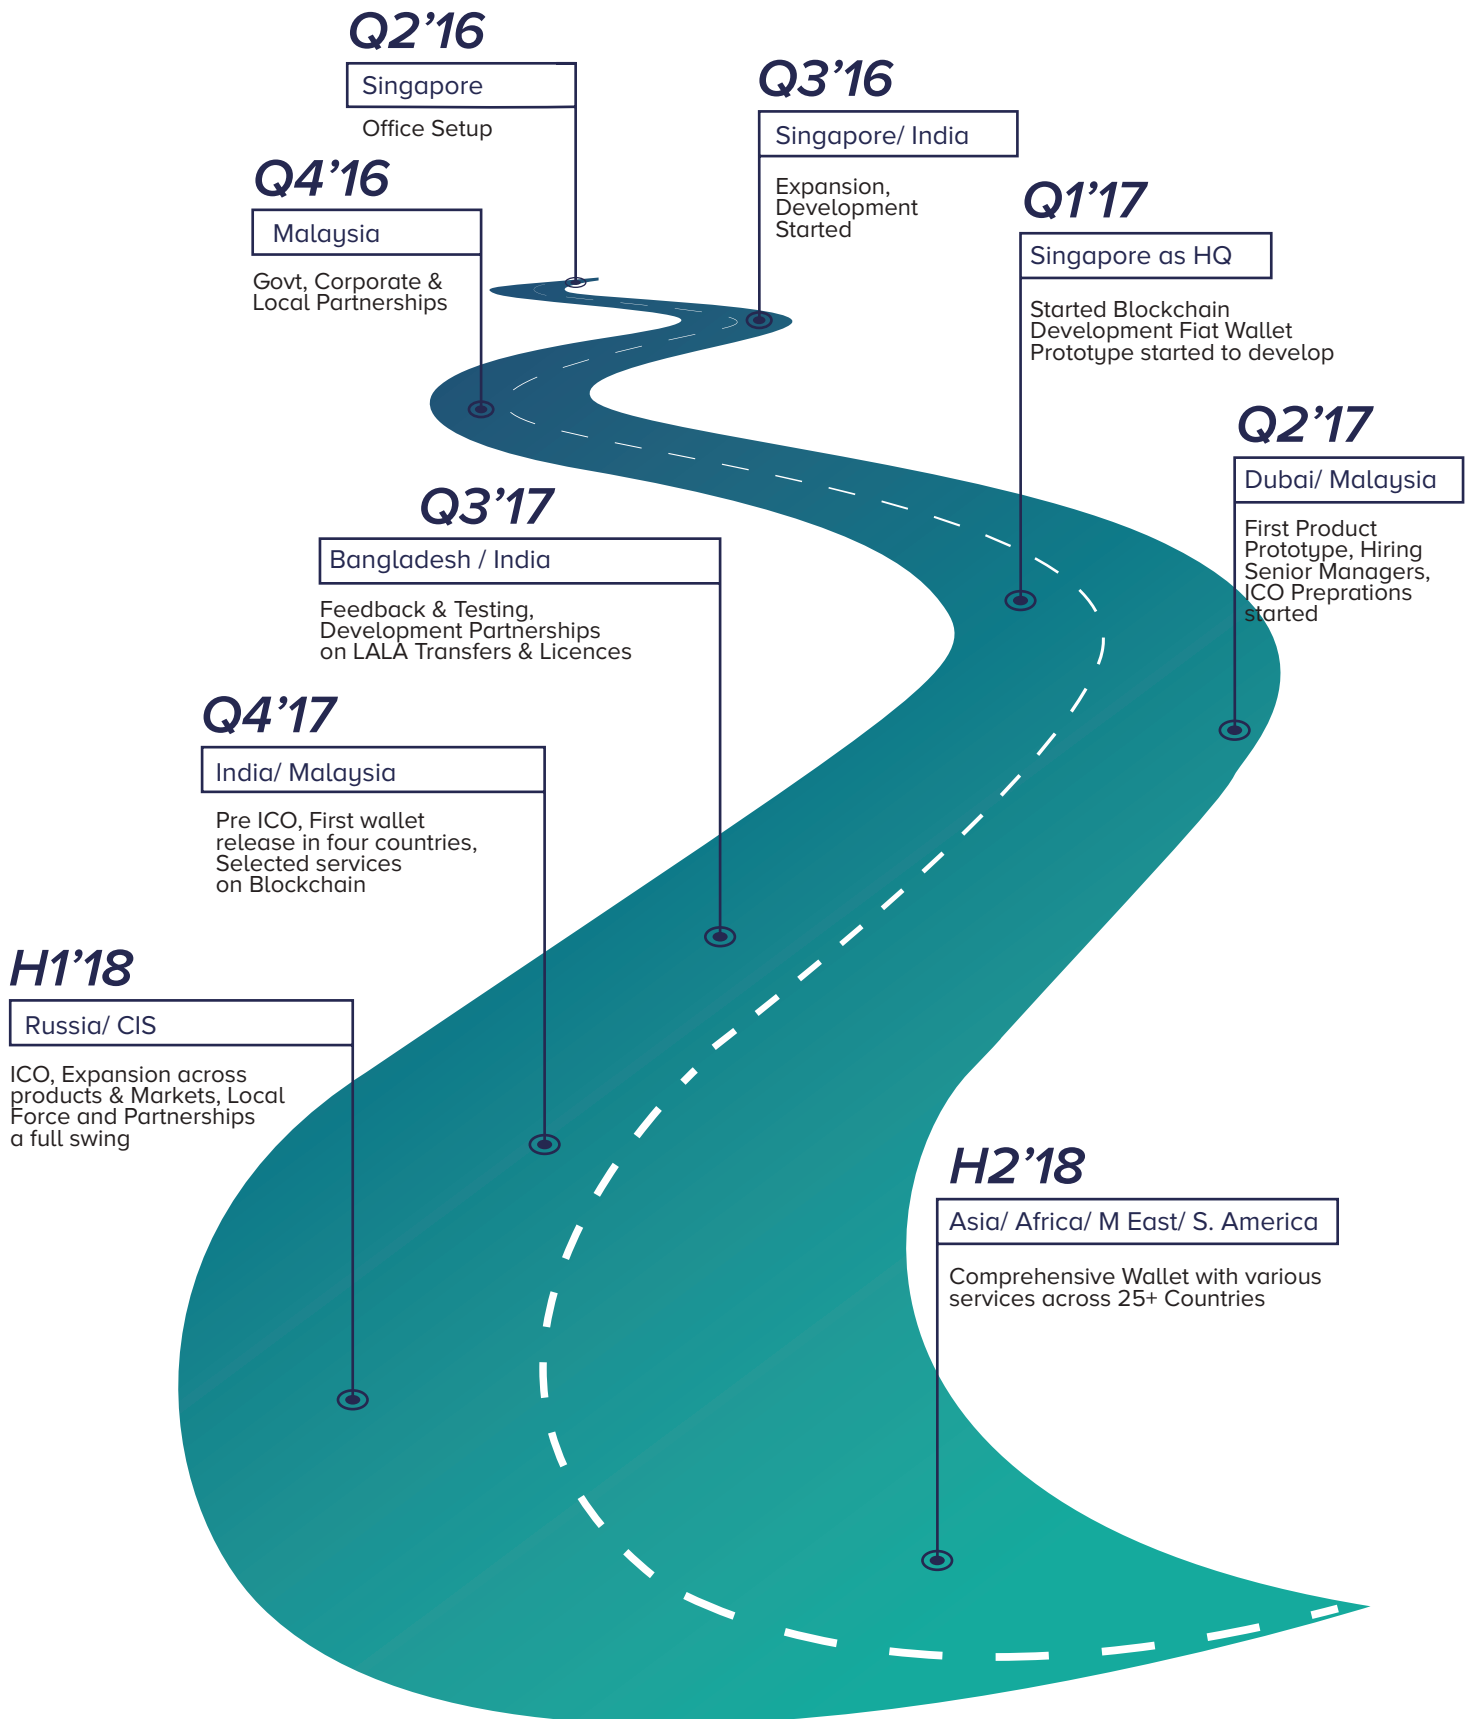 Q2’16
Singapore
Office Setup
Q3’16
Singapore/ India
Expansion,
Development
Started
Q4’16
Malaysia
Govt, Corporate &
Local Partnerships
Q1’17
Singapore as HQ
Started Blockchain
Development Fiat Wallet
Prototype started to develop
Q2’17
Dubai/ Malaysia
First Product
Prototype, Hiring
Senior Managers,
ICO Preprations
started
Q3’17
Bangladesh / India
Feedback & Testing,
Development Partnerships
on LALA Transfers & Licences
Q4’17
India/ Malaysia
Pre ICO, First wallet
release in four countries,
Selected services
on Blockchain
H1’18
Russia/ CIS
ICO, Expansion across
products & Markets, Local
Force and Partnerships
a full swing
H2’18
Asia/ Africa/ M East/ S. America
Comprehensive Wallet with various
services across 25+ Countries